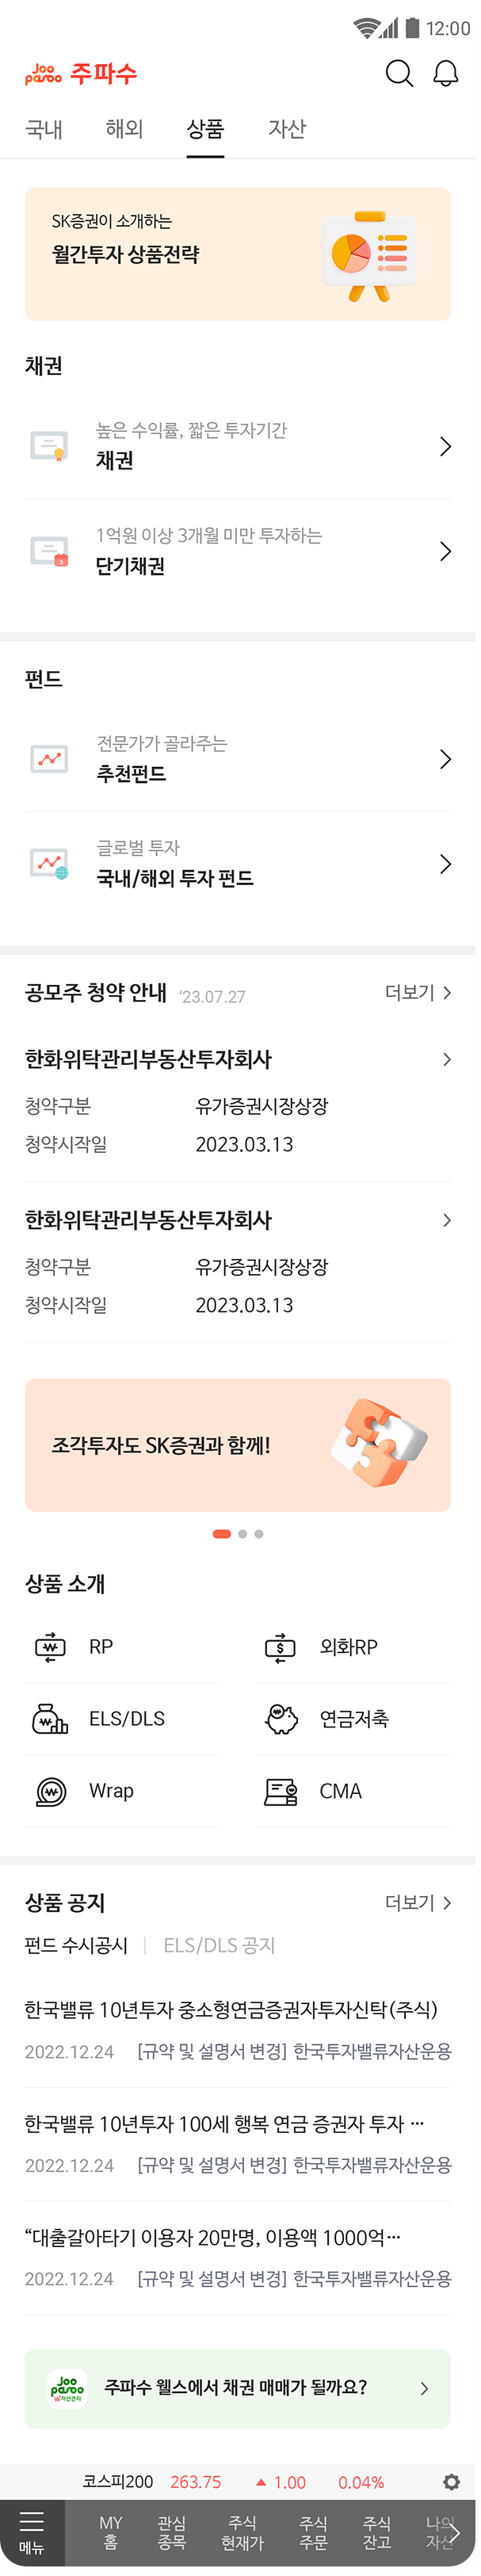 12:00
Joo
paroo 주파수
국내 해외 상품 자산
SK증권이 소개하는
월간투자 상품전략
채권
높은 수익률, 짧은 투자기간
채권
1억원 이상 3개월 미만 투자하는
단기채권
3
펀드
전문가가 골라주는
추천펀드
글로벌 투자
국내/해외 투자 펀드
공모주 청약 안내 ‘23.07.27 더보기
한화위탁관리부동산투자회사
청약구분 유가증권시장상장
청약시작일 2023.03.13
한화위탁관리부동산투자회사
청약구분 유가증권시장상장
청약시작일 2023.03.13
조각투자도 SK증권과 함께!
상품 소개
RP 외화RP
ELS/DLS 연금저축
Wrap CMA
상품 공지 더보기
펀드 수시공시 | ELS/DLS 공지
한국밸류 10년투자 중소형연금증권자투자신탁(주식)
2022.12.24 [규약 및 설명서 변경] 한국투자밸류자산운용
한국밸류 10년투자 100세 행복 연금 증권자 투자 ···
2022.12.24 [규약 및 설명서 변경] 한국투자밸류자산운용
“대출갈아타기 이용자 20만명, 이용액 1000억···
2022.12.24 [규약 및 설명서 변경] 한국투자밸류자산운용
Joo
paroo
W자산관리
주파수 웰스에서 채권 매매가 될까요?
코스피200 263.75 ▲ 1.00 0.04%
메뉴
MY 관심 주식 주식 주식 나의
홈 종목 현재가 주문 잔고 자산